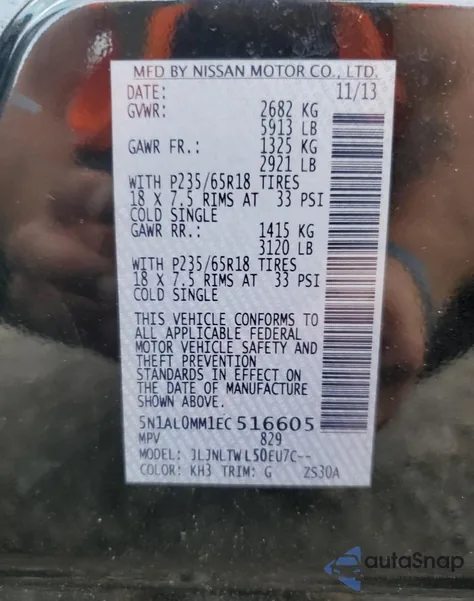 MFD BY NISSAN MOTOR CO., LTD.
DATE: 11/13
GVWR: 2682 KG
5913 LB
GAWR FR.: 1325 KG
2921 LB
WITH P235/65R18 TIRES
18 X 7.5 RIMS AT 33 PSI
COLD SINGLE
GAWR RR.: 1415 KG
3120 LB
WITH P235/65R18 TIRES
18 X 7.5 RIMS AT 33 PSI
COLD SINGLE
THIS VEHICLE CONFORMS TO
ALL APPLICABLE FEDERAL
MOTOR VEHICLE SAFETY AND
THEFT PREVENTION
STANDARDS IN EFFECT ON
THE DATE OF MANUFACTURE
SHOWN ABOVE.
5N1AL0MM1EC516605
MPV 829
MODEL: JLJNLTWL50EU7C--
COLOR: KH3 TRIM: G ZS30A
autoSnap